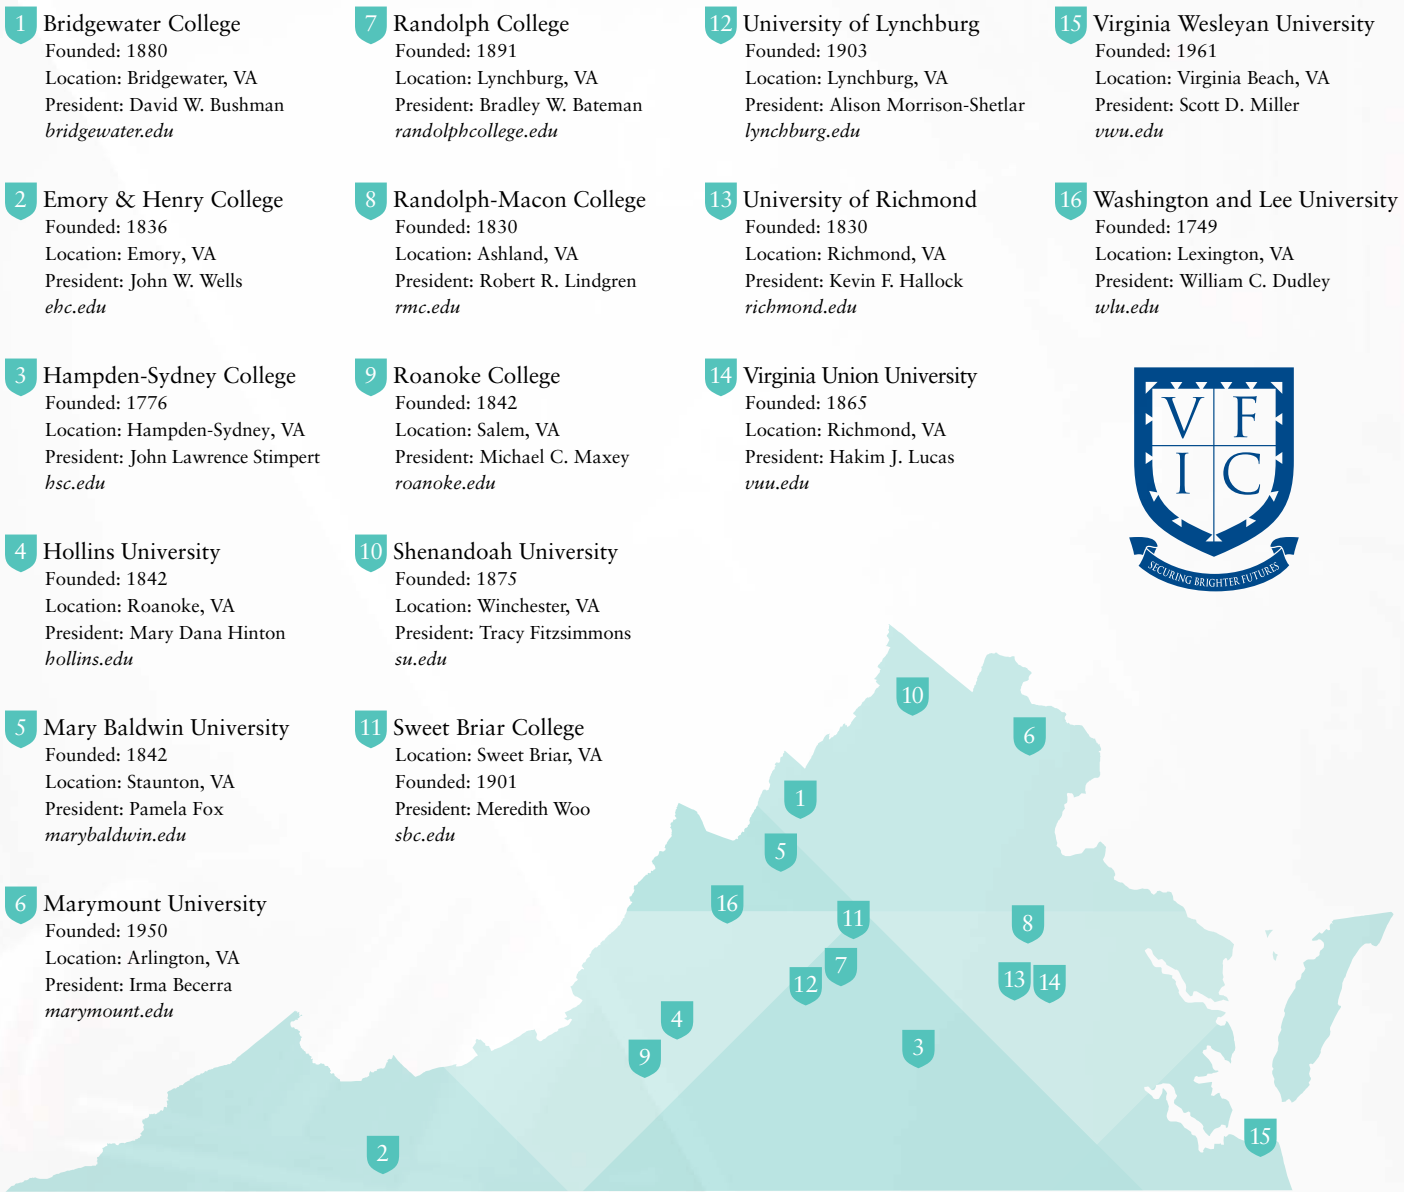 1 Bridgewater College
Founded: 1880
Location: Bridgewater, VA
President: David W. Bushman
bridgewater.edu
2 Emory & Henry College
Founded: 1836
Location: Emory, VA
President: John W. Wells
ehc.edu
3 Hampden-Sydney College
Founded: 1776
Location: Hampden-Sydney, VA
President: John Lawrence Stimpert
hsc.edu
4 Hollins University
Founded: 1842
Location: Roanoke, VA
President: Mary Dana Hinton
hollins.edu
5 Mary Baldwin University
Founded: 1842
Location: Staunton, VA
President: Pamela Fox
marybaldwin.edu
6 Marymount University
Founded: 1950
Location: Arlington, VA
President: Irma Becerra
marymount.edu
7 Randolph College
Founded: 1891
Location: Lynchburg, VA
President: Bradley W. Bateman
randolphcollege.edu
8 Randolph-Macon College
Founded: 1830
Location: Ashland, VA
President: Robert R. Lindgren
rmc.edu
9 Roanoke College
Founded: 1842
Location: Salem, VA
President: Michael C. Maxey
roanoke.edu
10 Shenandoah University
Founded: 1875
Location: Winchester, VA
President: Tracy Fitzsimmons
su.edu
11 Sweet Briar College
Location: Sweet Briar, VA
Founded: 1901
President: Meredith Woo
sbc.edu
12 University of Lynchburg
Founded: 1903
Location: Lynchburg, VA
President: Alison Morrison-Shetlar
lynchburg.edu
13 University of Richmond
Founded: 1830
Location: Richmond, VA
President: Kevin F. Hallock
richmond.edu
14 Virginia Union University
Founded: 1865
Location: Richmond, VA
President: Hakim J. Lucas
vuu.edu
15 Virginia Wesleyan University
Founded: 1961
Location: Virginia Beach, VA
President: Scott D. Miller
vwu.edu
16 Washington and Lee University
Founded: 1749
Location: Lexington, VA
President: William C. Dudley
wlu.edu
V F
I C
SECURING BRIGHTER FUTURES
10
6
1
5
16
11
8
7
12
13 14
4
9
3
2
15